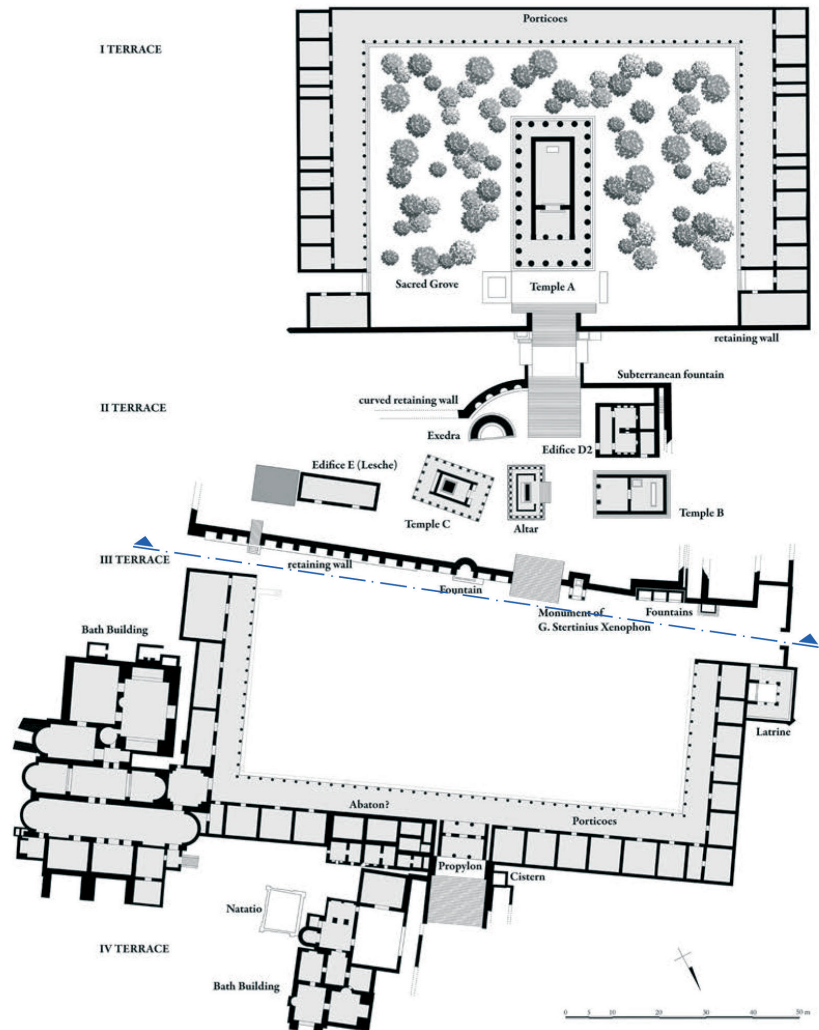 Porticoes
I TERRACE
Sacred Grove
Temple A
retaining wall
Subterranean fountain
curved retaining wall
II TERRACE
Exedra
Edifice D2
Edifice E (Lesche)
Temple C
Altar
Temple B
III TERRACE
retaining wall
Fountain
Monument of
G. Stertinius Xenophon
Fountains
Bath Building
Latrine
Abaton?
Porticoes
Propylon
Cistern
Natatio
IV TERRACE
Bath Building
0 5 10 20 30 40 50 m